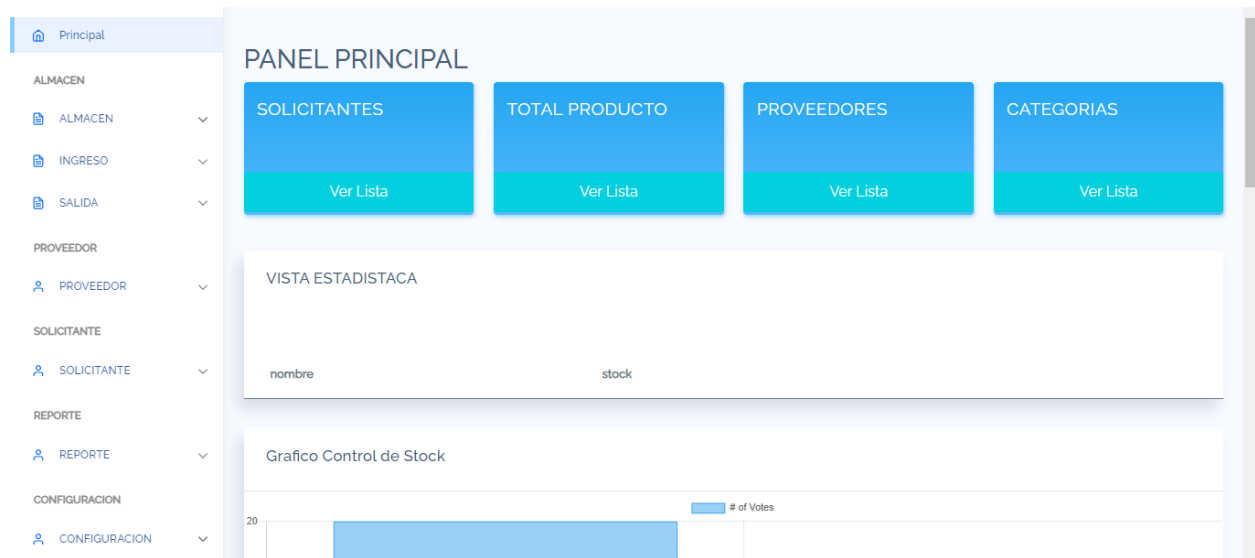 Principal
ALMACEN
ALMACEN
INGRESO
SALIDA
PROVEEDOR
PROVEEDOR
SOLICITANTE
SOLICITANTE
REPORTE
REPORTE
CONFIGURACION
CONFIGURACION
PANEL PRINCIPAL
SOLICITANTES
Ver Lista
TOTAL PRODUCTO
Ver Lista
PROVEEDORES
Ver Lista
CATEGORIAS
Ver Lista
VISTA ESTADISTACA
nombre stock
Grafico Control de Stock
# of Votes
20